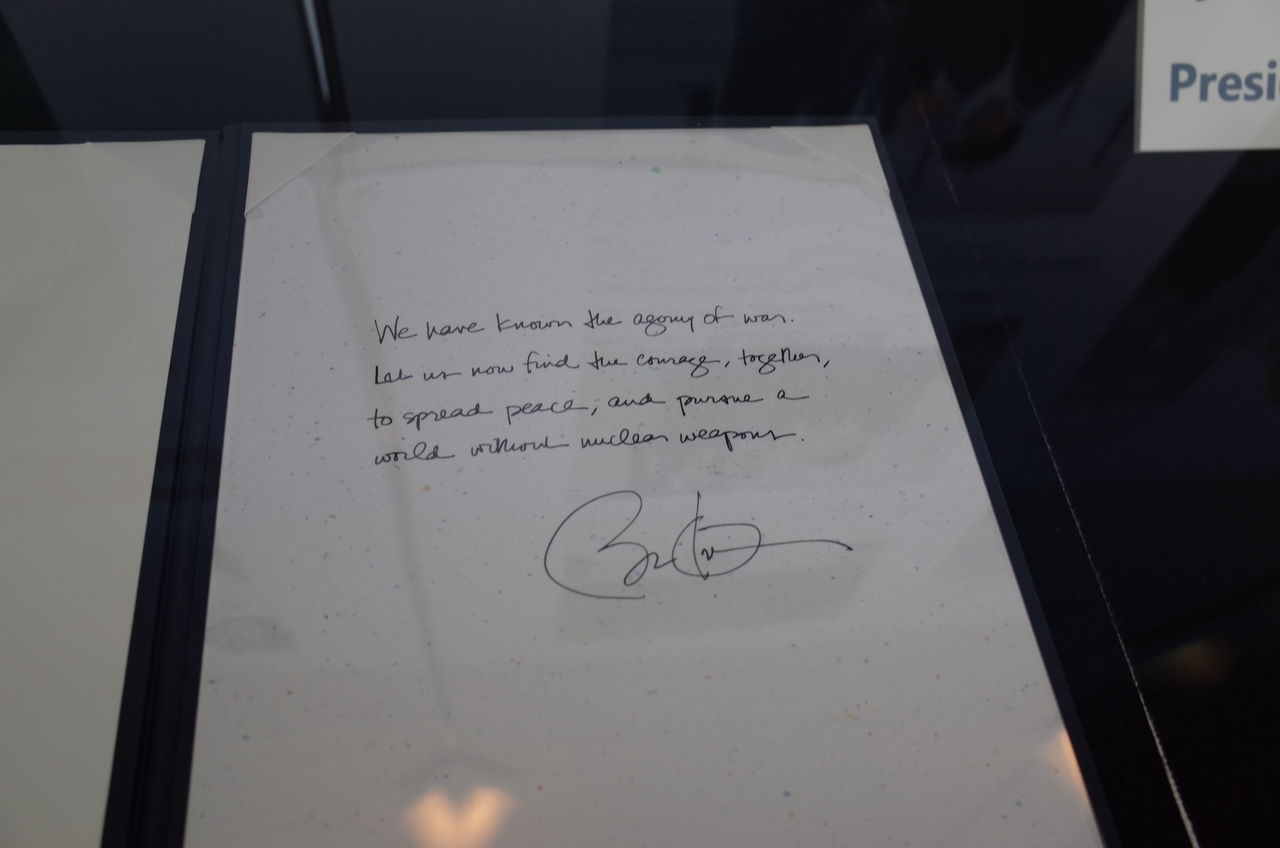 Presi
We have known the agony of war.
Let us now find the courage, together,
to spread peace, and pursue a
world without nuclear weapons.